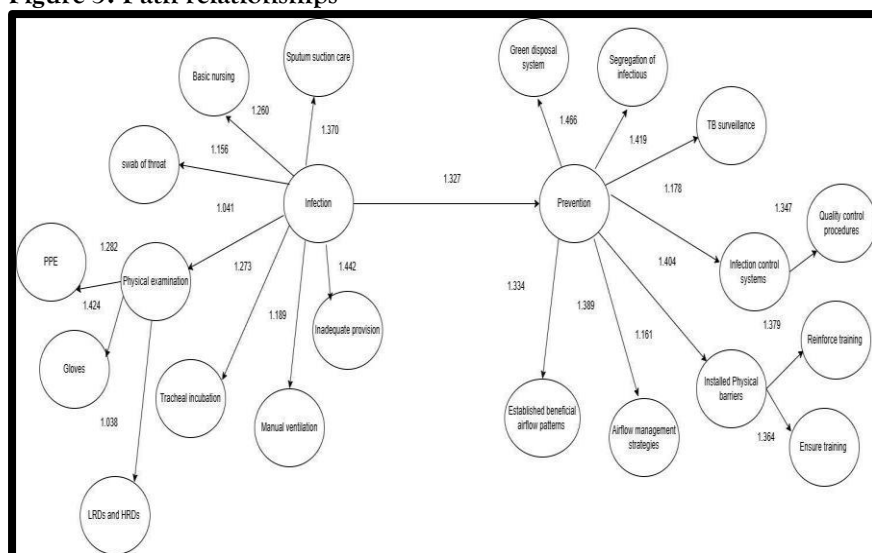 Figure 3: Path relationships
Sputum suction care
Basic nursing
1.260
1.370
swab of throat
1.156
1.041
Infection
1.327
PPE
1.282
Physical examination
1.424
Gloves
1.038
LRDs and HRDs
1.273
Tracheal incubation
1.189
Manual ventilation
1.442
Inadequate provision
Green disposal
system
Segregation of
infectious
1.466
1.419
TB surveillance
Prevention
1.178
1.347
Quality control
procedures
Infection control
systems
1.404
1.334
1.389
1.161
1.379
Reinforce training
Installed Physical
barriers
1.364
Ensure training
Established beneficial
airflow patterns
Airflow management
strategies